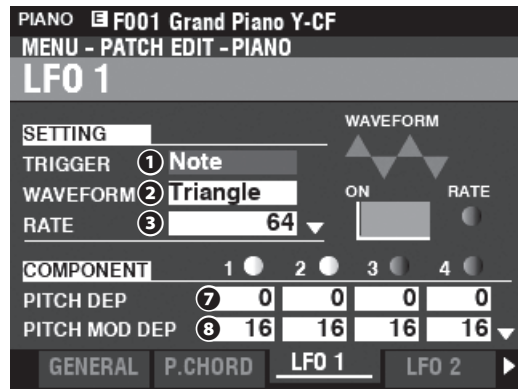 PIANO E F001 Grand Piano Y-CF
MENU - PATCH EDIT - PIANO
LFO 1
SETTING
WAVEFORM
TRIGGER 1 Note
WAVEFORM 2 Triangle
ON RATE
RATE 3 64
COMPONENT 1 2 3 4
PITCH DEP 7 0 0 0 0
PITCH MOD DEP 8 16 16 16 16
GENERAL P.CHORD LFO 1 LFO 2